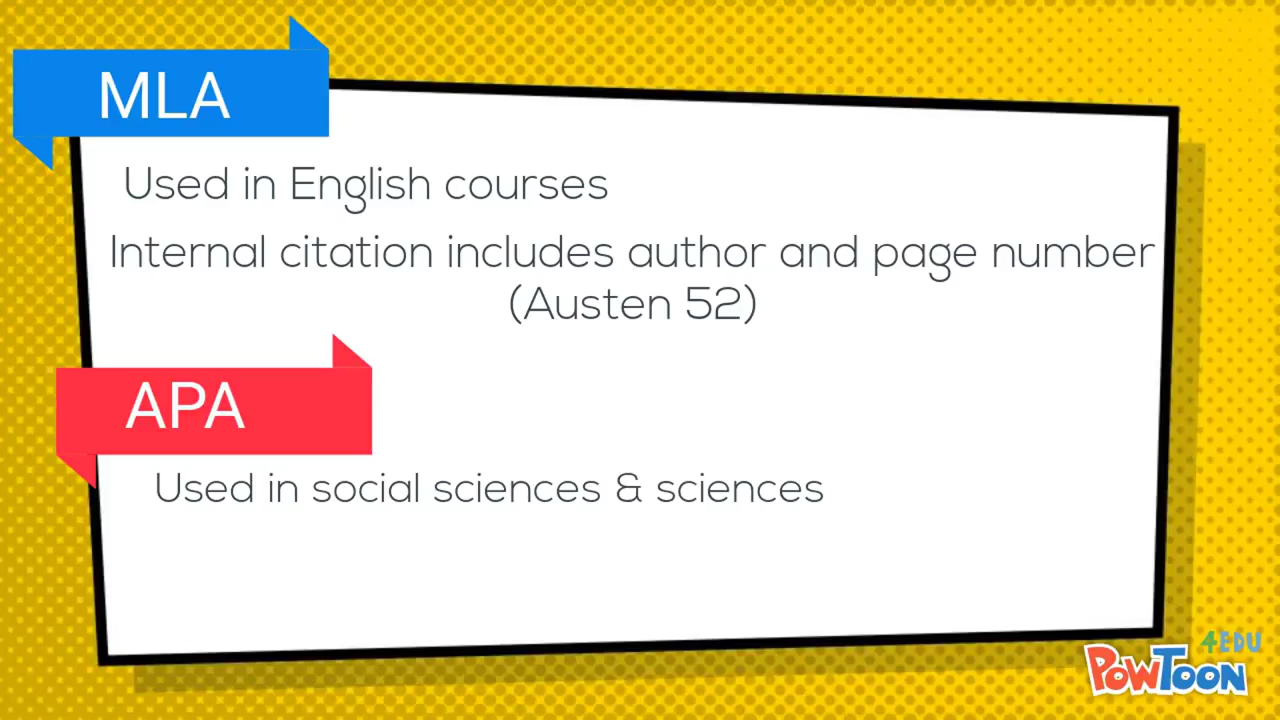 MLA
Used in English courses
Internal citation includes author and page number
(Austen 52)
APA
Used in social sciences & sciences
4EDU
POWTOON